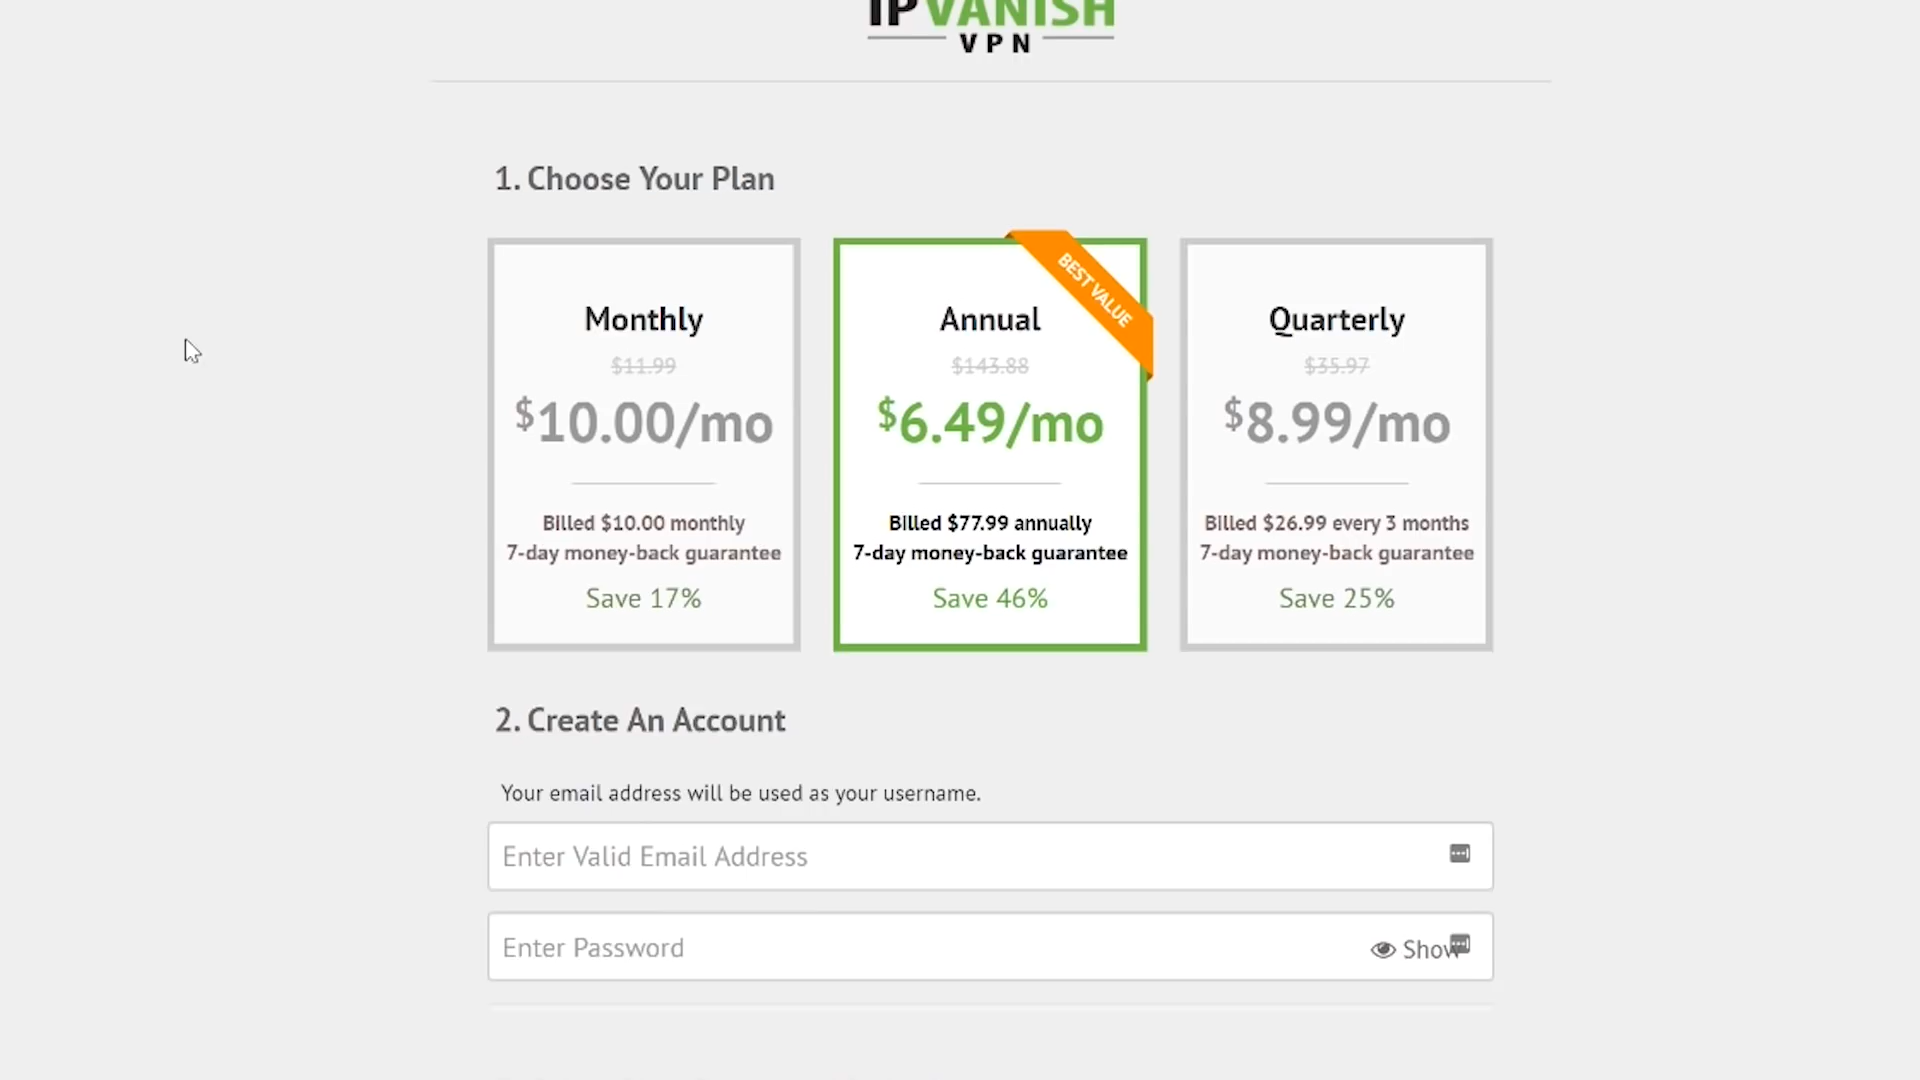 IPVANISH
VPN
1. Choose Your Plan
BEST VALUE
Monthly
$11.99
$10.00/mo
Billed $10.00 monthly
7-day money-back guarantee
Save 17%
Annual
$143.88
$6.49/mo
Billed $77.99 annually
7-day money-back guarantee
Save 46%
Quarterly
$35.97
$8.99/mo
Billed $26.99 every 3 months
7-day money-back guarantee
Save 25%
2. Create An Account
Your email address will be used as your username.
Enter Valid Email Address
Enter Password
Show